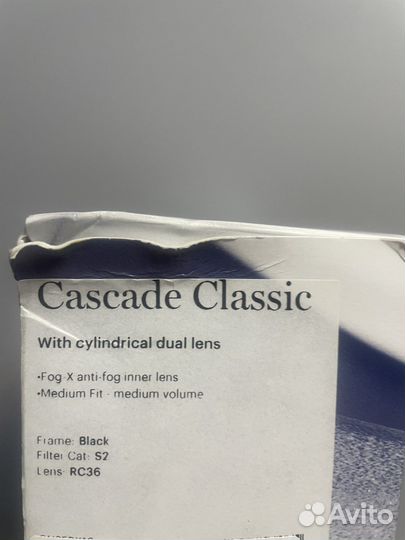 Cascade Classic
With cylindrical dual lens
•Fog-X anti-fog inner lens
•Medium Fit - medium volume
Frame: Black
Filter Cat: S2
Lens: RC36
Avito